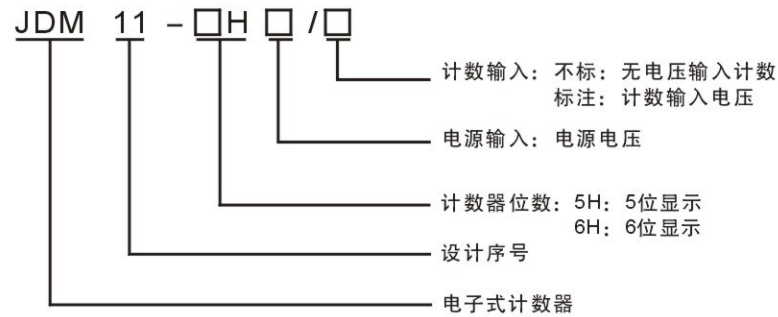 JDM 11 - □H □ /□
计数输入：不标：无电压输入计数
标注：计数输入电压
电源输入：电源电压
计数器位数：5H：5位显示
6H：6位显示
设计序号
电子式计数器